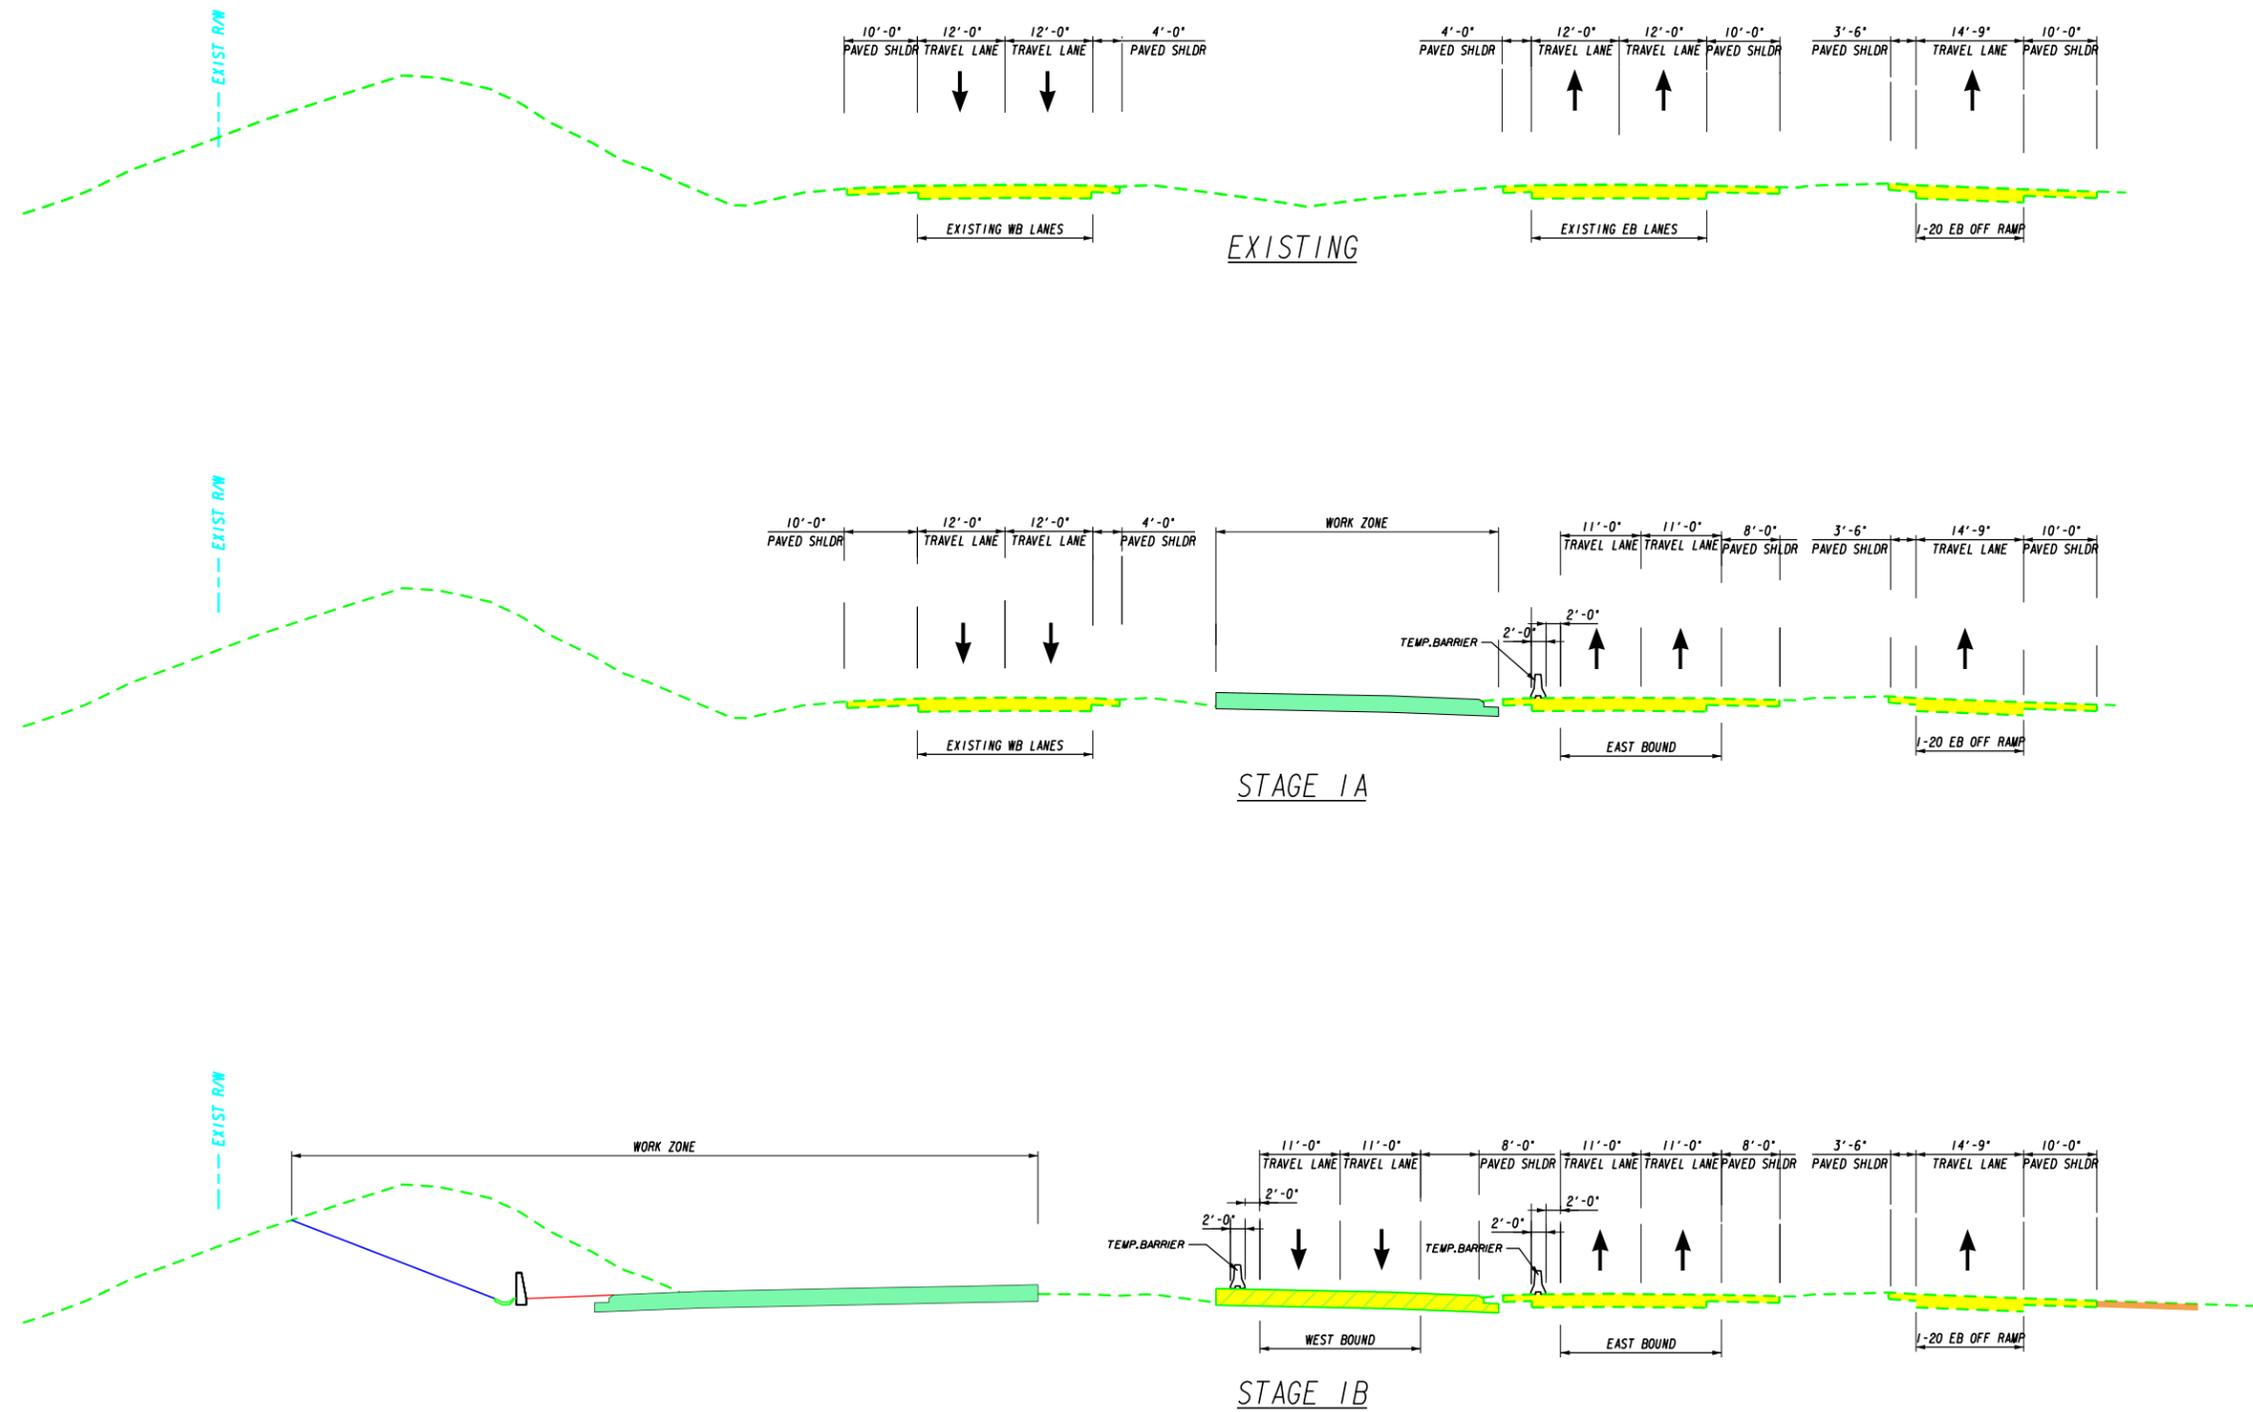 EXIST R/W
10'-0" 12'-0" 12'-0" 4'-0" 4'-0" 12'-0" 12'-0" 10'-0" 3'-6" 14'-9" 10'-0"
PAVED SHLDR TRAVEL LANE TRAVEL LANE PAVED SHLDR PAVED SHLDR TRAVEL LANE TRAVEL LANE PAVED SHLDR PAVED SHLDR TRAVEL LANE PAVED SHLDR
EXISTING WB LANES EXISTING EB LANES I-20 EB OFF RAMP
EXISTING
EXIST R/W
10'-0" 12'-0" 12'-0" 4'-0" WORK ZONE 11'-0" 11'-0" 8'-0" 3'-6" 14'-9" 10'-0"
PAVED SHLDR TRAVEL LANE TRAVEL LANE PAVED SHLDR TRAVEL LANE TRAVEL LANE PAVED SHLDR PAVED SHLDR TRAVEL LANE PAVED SHLDR
2'-0"
2'-0"
TEMP.BARRIER
EXISTING WB LANES EAST BOUND I-20 EB OFF RAMP
STAGE 1A
EXIST R/W
WORK ZONE 11'-0" 11'-0" 8'-0" 11'-0" 11'-0" 8'-0" 3'-6" 14'-9" 10'-0"
TRAVEL LANE TRAVEL LANE PAVED SHLDR TRAVEL LANE TRAVEL LANE PAVED SHLDR PAVED SHLDR TRAVEL LANE PAVED SHLDR
2'-0" 2'-0"
2'-0" 2'-0"
TEMP.BARRIER TEMP.BARRIER
WEST BOUND EAST BOUND I-20 EB OFF RAMP
STAGE 1B